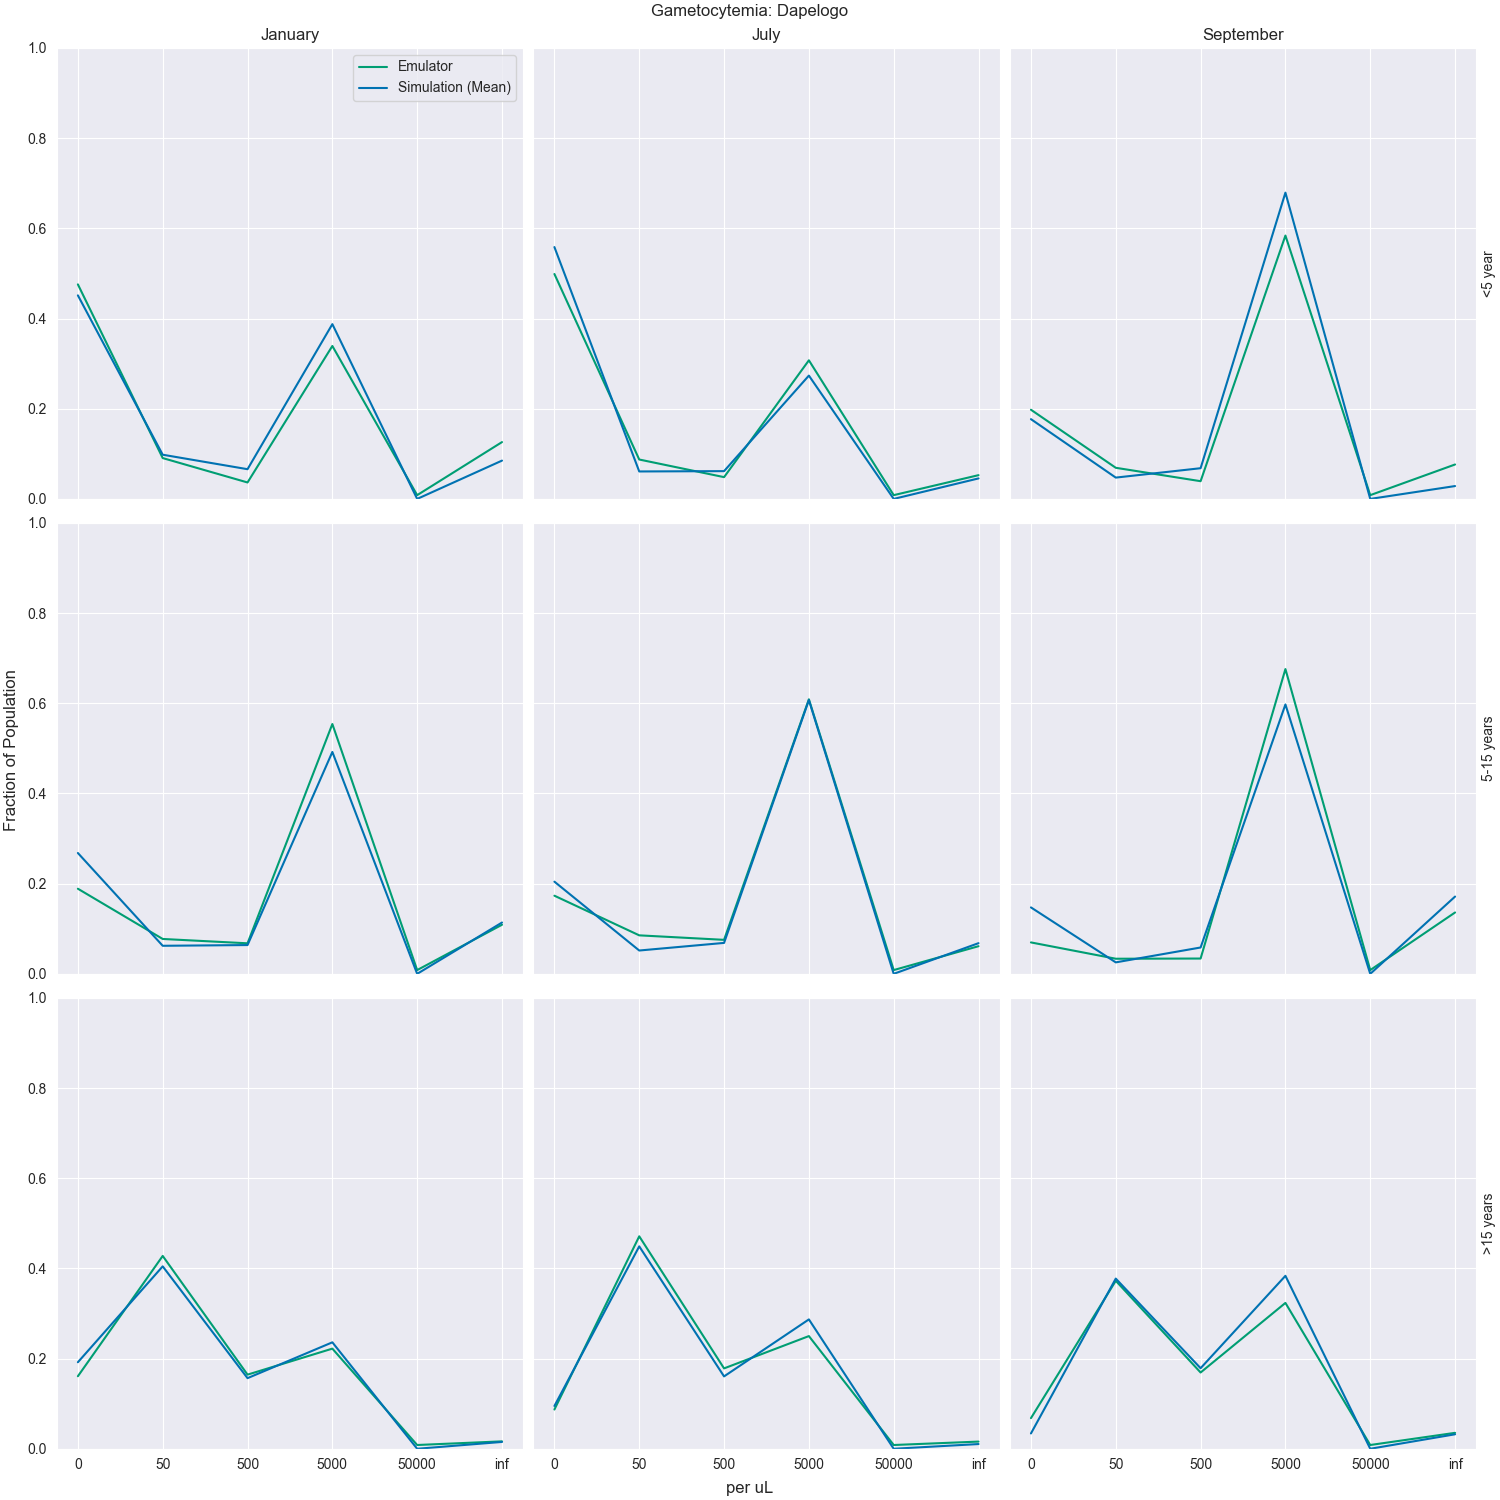 Gametocytemia: Dapelogo
January
July
September
Emulator
Simulation (Mean)
1.0
0.8
0.6
0.4
0.2
0.0
<5 year
1.0
0.8
0.6
0.4
0.2
0.0
5-15 years
Fraction of Population
1.0
0.8
0.6
0.4
0.2
0.0
>15 years
0 50 500 5000 50000 inf
0 50 500 5000 50000 inf
0 50 500 5000 50000 inf
per uL